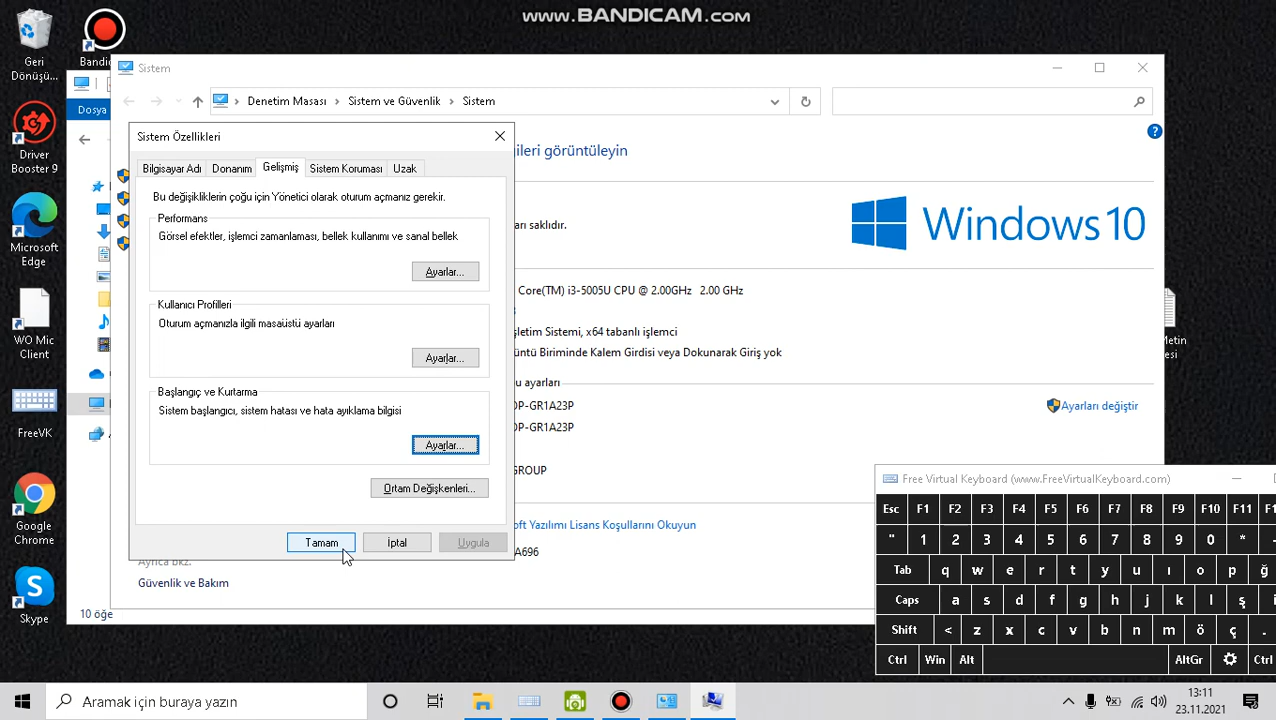 www.BANDICAM.com
Geri
Dönüşü...
Bandic
Driver
Booster 9
Microsoft
Edge
WO Mic
Client
FreeVK
Google
Chrome
Skype
Dosya
10 öğe
Sistem
Denetim Masası > Sistem ve Güvenlik > Sistem
gileri görüntüleyin
saklıdır.
Windows 10
Core(TM) i3-5005U CPU @ 2.00GHz 2.00 GHz
letim Sistemi, x64 tabanlı işlemci
üntü Biriminde Kalem Girdisi veya Dokunarak Giriş yok
u ayarları
OP-GR1A23P
OP-GR1A23P
GROUP
Ayarları değiştir
oft Yazılımı Lisans Koşullarını Okuyun
A696
Ayrıca bkz.
Güvenlik ve Bakım
Metin
esi
Sistem Özellikleri
Bilgisayar Adı Donanım Gelişmiş Sistem Koruması Uzak
Bu değişikliklerin çoğu için Yönetici olarak oturum açmanız gerekir.
Performans
Görsel efektler, işlemci zamanlaması, bellek kullanımı ve sanal bellek
Ayarlar...
Kullanıcı Profilleri
Oturum açmanızla ilgili masaüstü ayarları
Ayarlar...
Başlangıç ve Kurtarma
Sistem başlangıcı, sistem hatası ve hata ayıklama bilgisi
Ayarlar...
Ortam Değişkenleri...
Tamam İptal Uygula
Free Virtual Keyboard (www.FreeVirtualKeyboard.com)
Esc F1 F2 F3 F4 F5 F6 F7 F8 F9 F10 F11 F1
" 1 2 3 4 5 6 7 8 9 0 * -
Tab q w e r t y u ı o p ğ
Caps a s d f g h j k l ş i
Shift < z x c v b n m ö ç .
Ctrl Win Alt AltGr Ctrl
Aramak için buraya yazın
13:11
23.11.2021